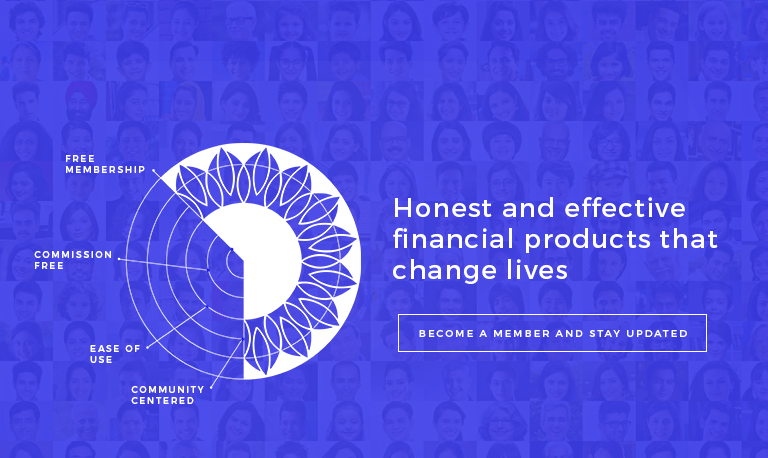 FREE
MEMBERSHIP
COMMISSION
FREE
EASE OF
USE
COMMUNITY
CENTERED
Honest and effective
financial products that
change lives
BECOME A MEMBER AND STAY UPDATED